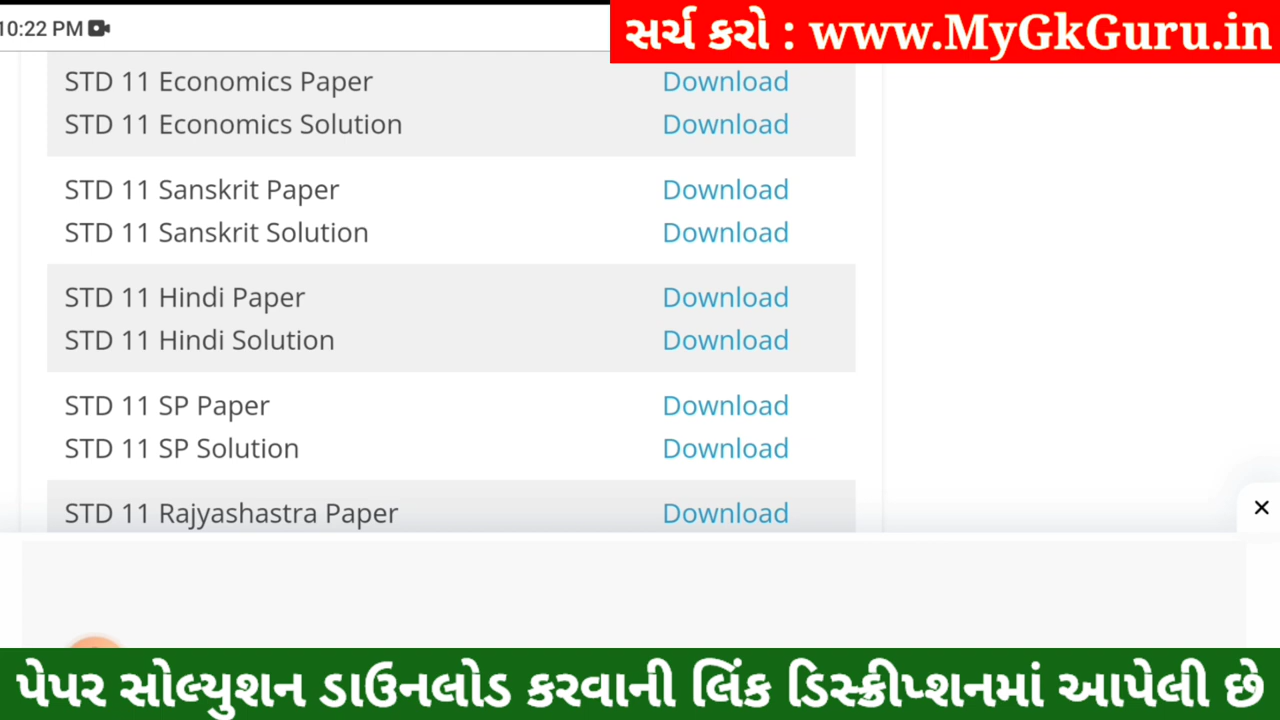 10:22 PM
સર્ચ કરો : www.MyGkGuru.in
STD 11 Economics Paper Download
STD 11 Economics Solution Download
STD 11 Sanskrit Paper Download
STD 11 Sanskrit Solution Download
STD 11 Hindi Paper Download
STD 11 Hindi Solution Download
STD 11 SP Paper Download
STD 11 SP Solution Download
STD 11 Rajyashastra Paper Download
પેપર સોલ્યુશન ડાઉનલોડ કરવાની લિંક ડિસ્ક્રીપ્શનમાં આપેલી છે